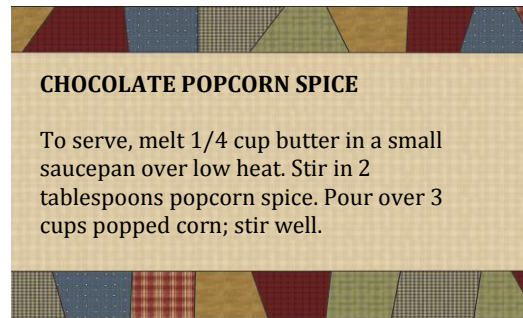 CHOCOLATE POPCORN SPICE
To serve, melt 1/4 cup butter in a small
saucepan over low heat. Stir in 2
tablespoons popcorn spice. Pour over 3
cups popped corn; stir well.